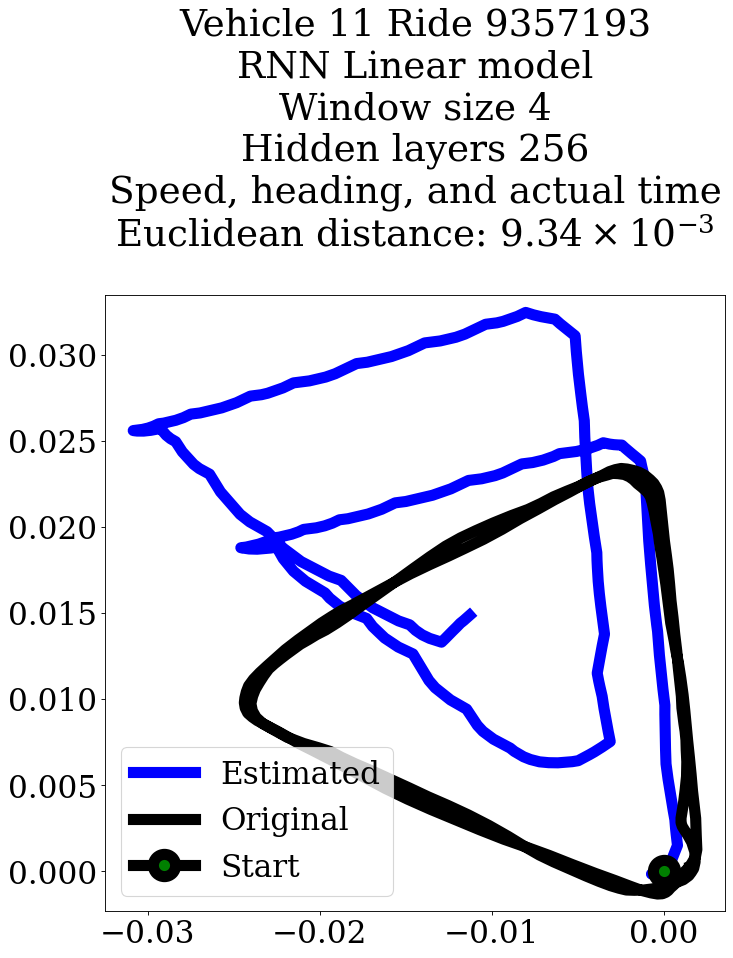 Vehicle 11 Ride 9357193
RNN Linear model
Window size 4
Hidden layers 256
Speed, heading, and actual time
Euclidean distance: 9.34 × 10⁻³
0.030
0.025
0.020
0.015
0.010
0.005
0.000
Estimated
Original
Start
−0.03 −0.02 −0.01 0.00